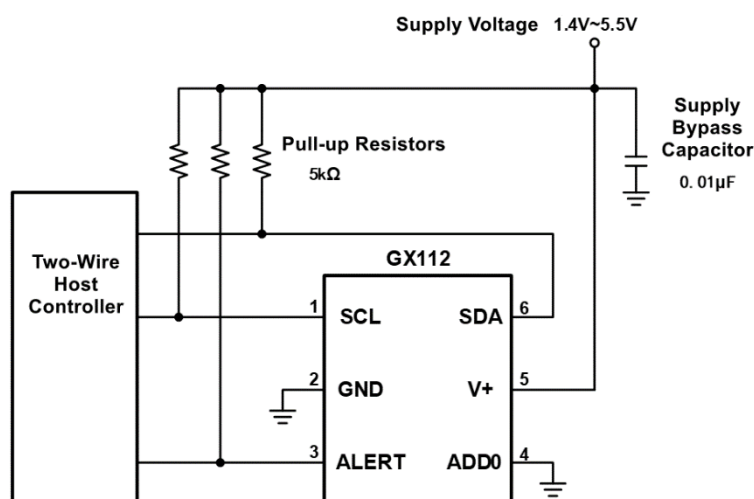 Supply Voltage 1.4V~5.5V
Supply
Bypass
Capacitor
0.01µF
Pull-up Resistors
5kΩ
Two-Wire
Host
Controller
GX112
1 SCL SDA 6
2 GND V+ 5
3 ALERT ADD0 4